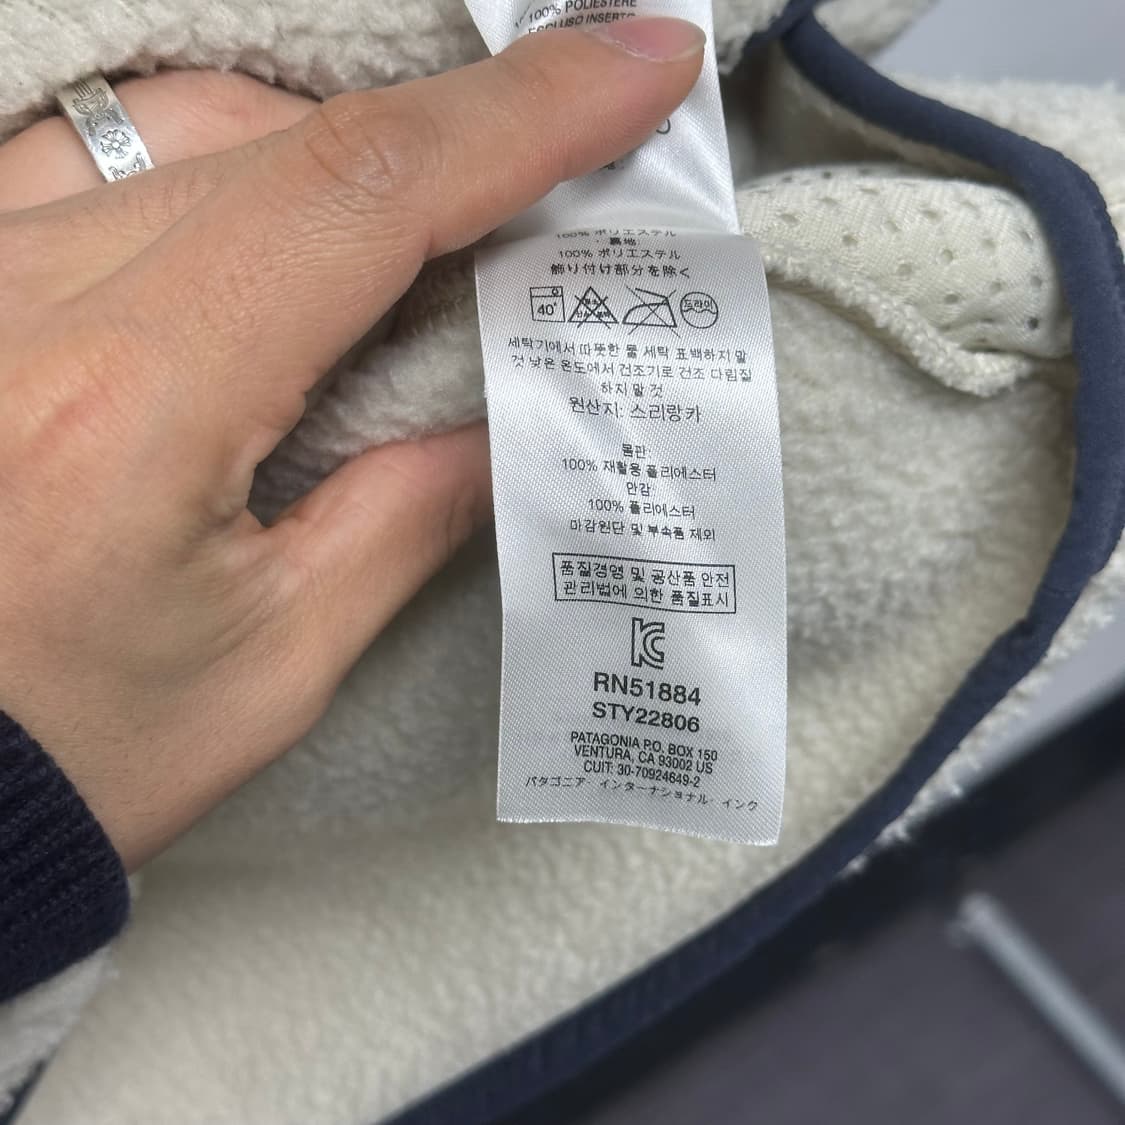 100% POLIESTERE
ESCLUSO INSERTO
100% ポリエステル
・裏地:
100% ポリエステル
飾り付け部分を除く
40° 염소 산소 표백 드라이
세탁기에서 따뜻한 물 세탁 표백하지 말
것 낮은 온도에서 건조기로 건조 다림질
하지 말 것
원산지: 스리랑카
몰판
100% 재활용 폴리에스터
안감
100% 폴리에스터
마감원단 및 부속품 제외
품질경영 및 공산품 안전
관리법에 의한 품질표시
RN51884
STY22806
PATAGONIA P.O. BOX 150
VENTURA, CA 93002 US
CUIT: 30-70924649-2
パタゴニア・インターナショナル・インク